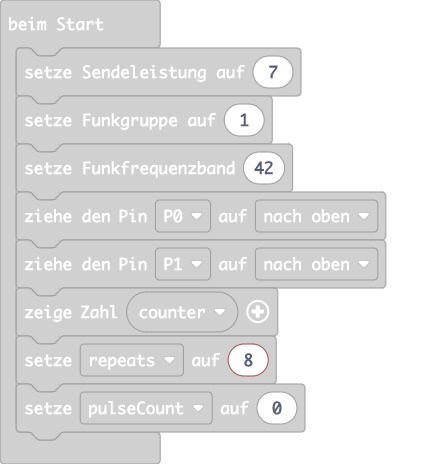 beim Start
setze Sendeleistung auf 7
setze Funkgruppe auf 1
setze Funkfrequenzband 42
ziehe den Pin P0 auf nach oben
ziehe den Pin P1 auf nach oben
zeige Zahl counter
setze repeats auf 8
setze pulseCount auf 0